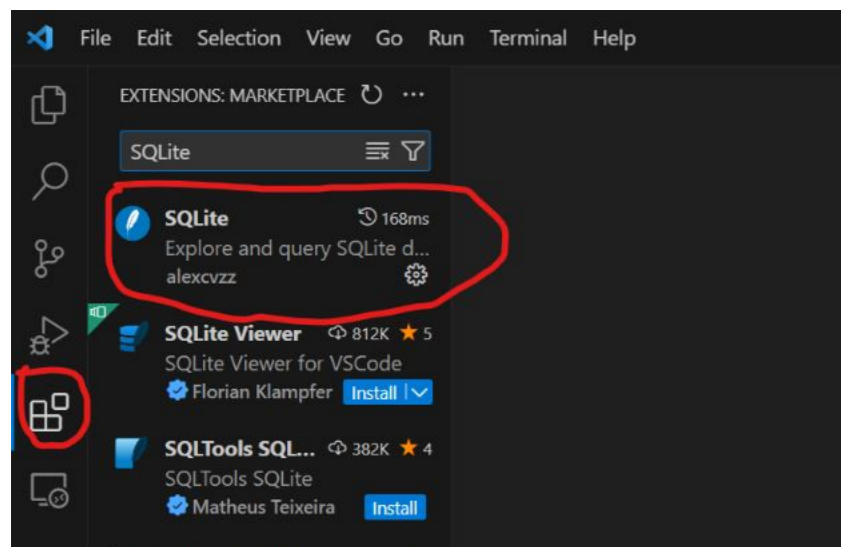 File Edit Selection View Go Run Terminal Help
EXTENSIONS: MARKETPLACE
SQLite
SQLite 168ms
Explore and query SQLite d...
alexcvzz
SQLite Viewer 812K 5
SQLite Viewer for VSCode
Florian Klampfer Install
SQLTools SQL... 382K 4
SQLTools SQLite
Matheus Teixeira Install